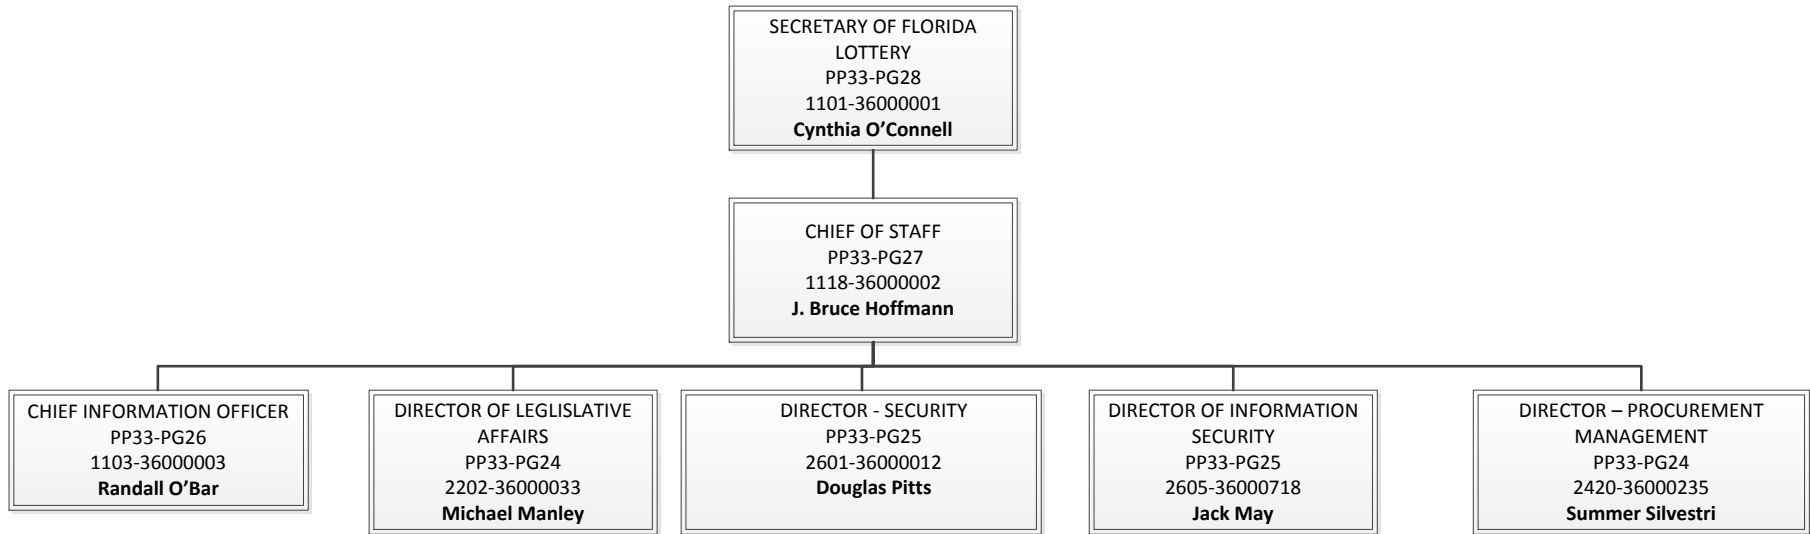 SECRETARY OF FLORIDA
LOTTERY
PP33-PG28
1101-36000001
Cynthia O’Connell
CHIEF OF STAFF
PP33-PG27
1118-36000002
J. Bruce Hoffmann
CHIEF INFORMATION OFFICER
PP33-PG26
1103-36000003
Randall O’Bar
DIRECTOR OF LEGLISLATIVE
AFFAIRS
PP33-PG24
2202-36000033
Michael Manley
DIRECTOR - SECURITY
PP33-PG25
2601-36000012
Douglas Pitts
DIRECTOR OF INFORMATION
SECURITY
PP33-PG25
2605-36000718
Jack May
DIRECTOR – PROCUREMENT
MANAGEMENT
PP33-PG24
2420-36000235
Summer Silvestri